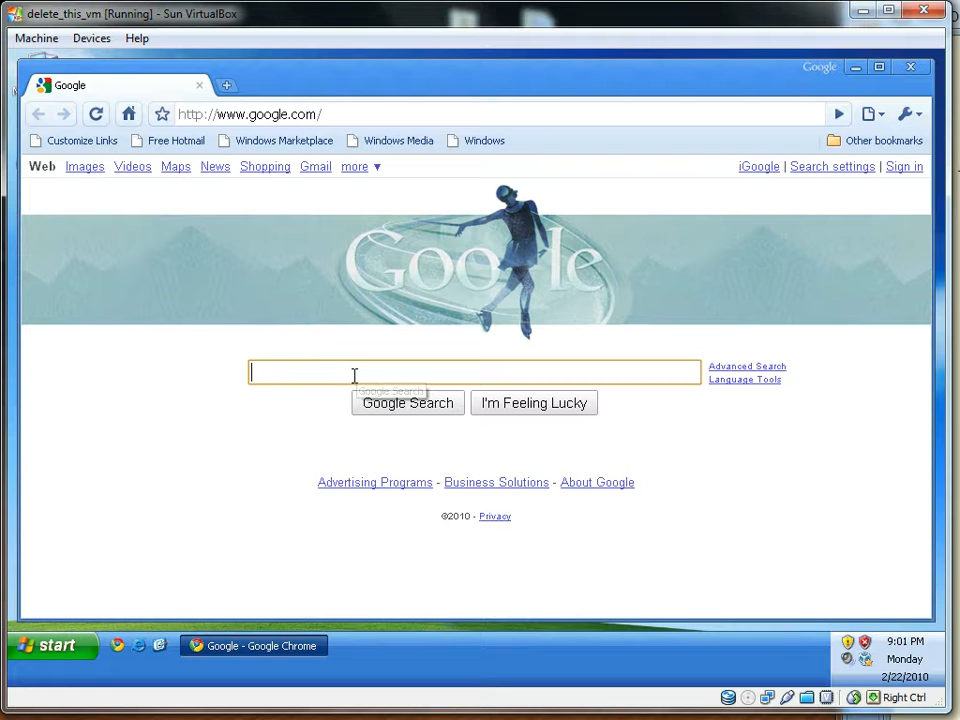 delete_this_vm [Running] - Sun VirtualBox
Machine Devices Help
Google
Google
http://www.google.com/
Customize Links Free Hotmail Windows Marketplace Windows Media Windows Other bookmarks
Web Images Videos Maps News Shopping Gmail more ▼ iGoogle | Search settings | Sign in
Google
Advanced Search
Language Tools
Google Search
Google Search I'm Feeling Lucky
Advertising Programs - Business Solutions - About Google
©2010 - Privacy
start Google - Google Chrome 9:01 PM
Monday
2/22/2010
Right Ctrl